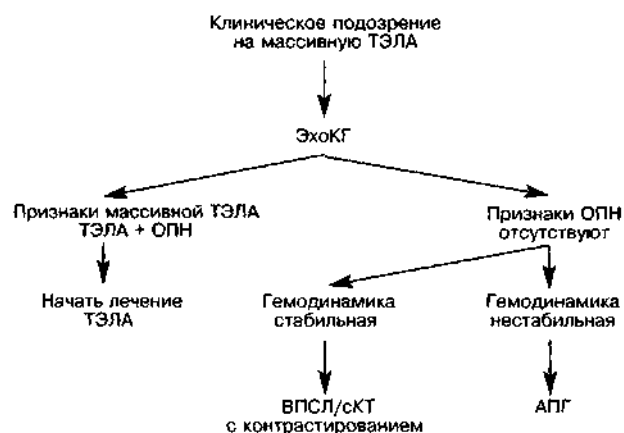 Клиническое подозрение
на массивную ТЭЛА
ЭхоКГ
Признаки массивной ТЭЛА
ТЭЛА + ОПН
Признаки ОПН
отсутствуют
Начать лечение
ТЭЛА
Гемодинамика
стабильная
Гемодинамика
нестабильная
ВПСЛ/сКТ
с контрастированием
АПГ